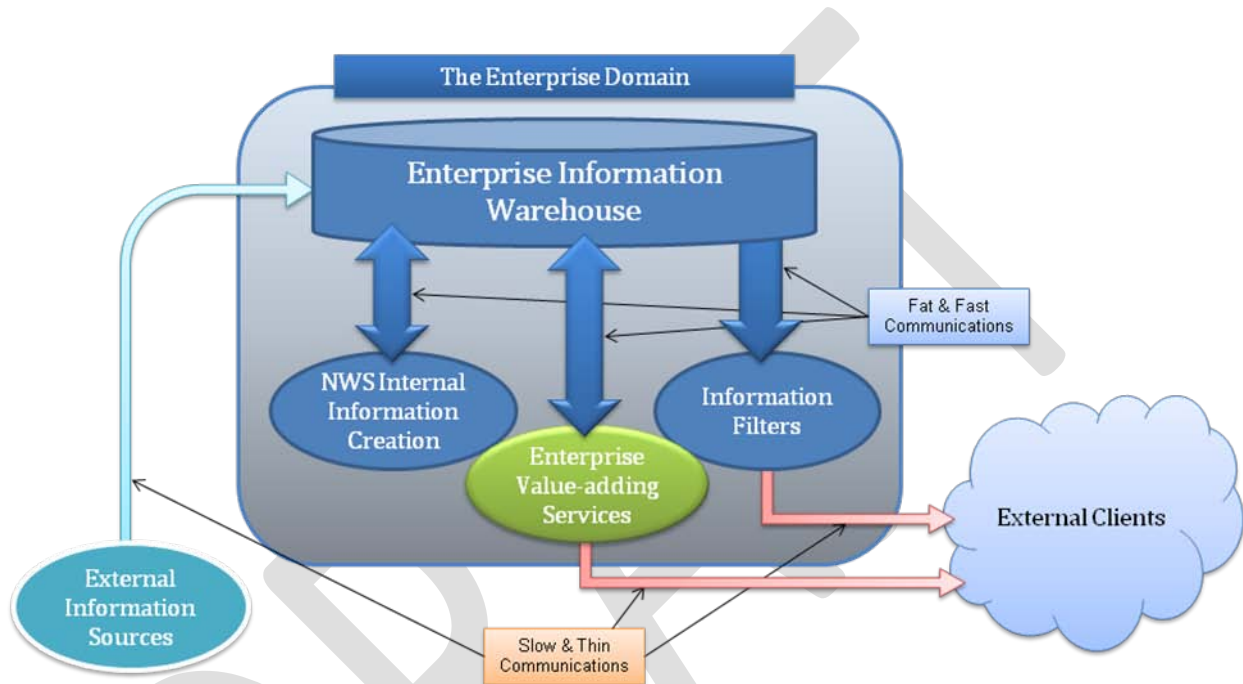 The Enterprise Domain
Enterprise Information
Warehouse
Fat & Fast
Communications
NWS Internal
Information
Creation
Information
Filters
Enterprise
Value-adding
Services
External Clients
External
Information
Sources
Slow & Thin
Communications
DRAFT